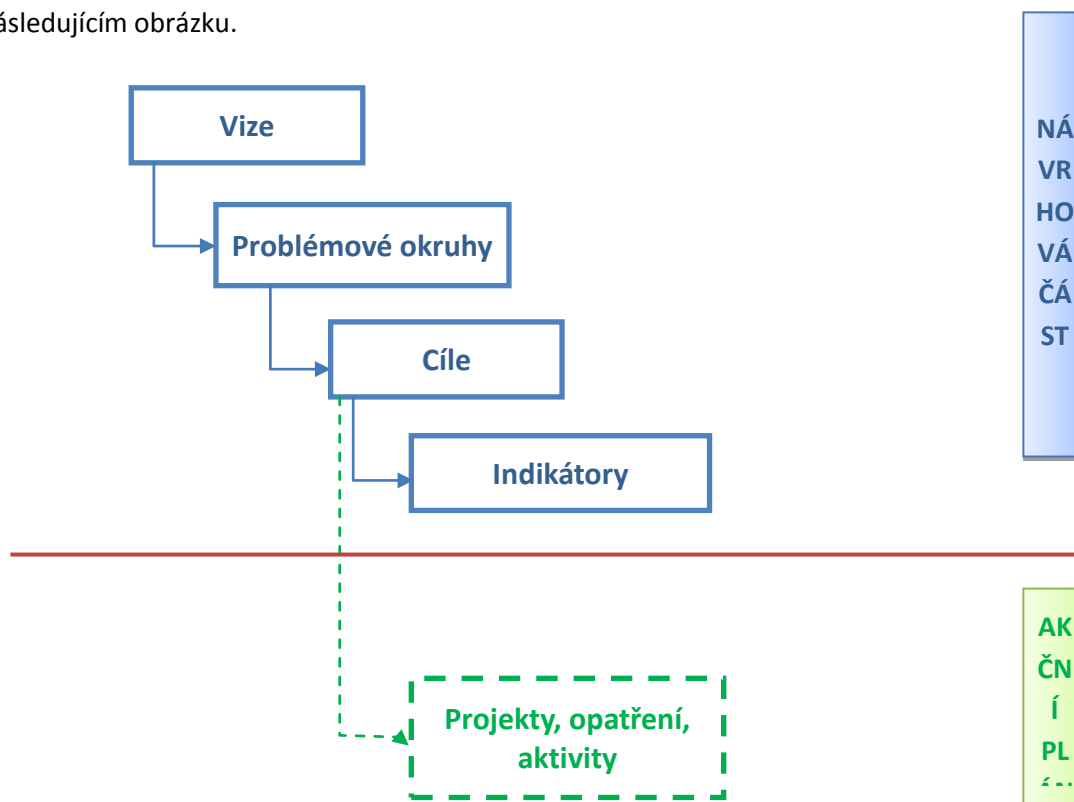 ásledujícím obrázku.
Vize
Problémové okruhy
Cíle
Indikátory
NÁ
VR
HO
VÁ
ČÁ
ST
Projekty, opatření,
aktivity
AK
ČN
Í
PL